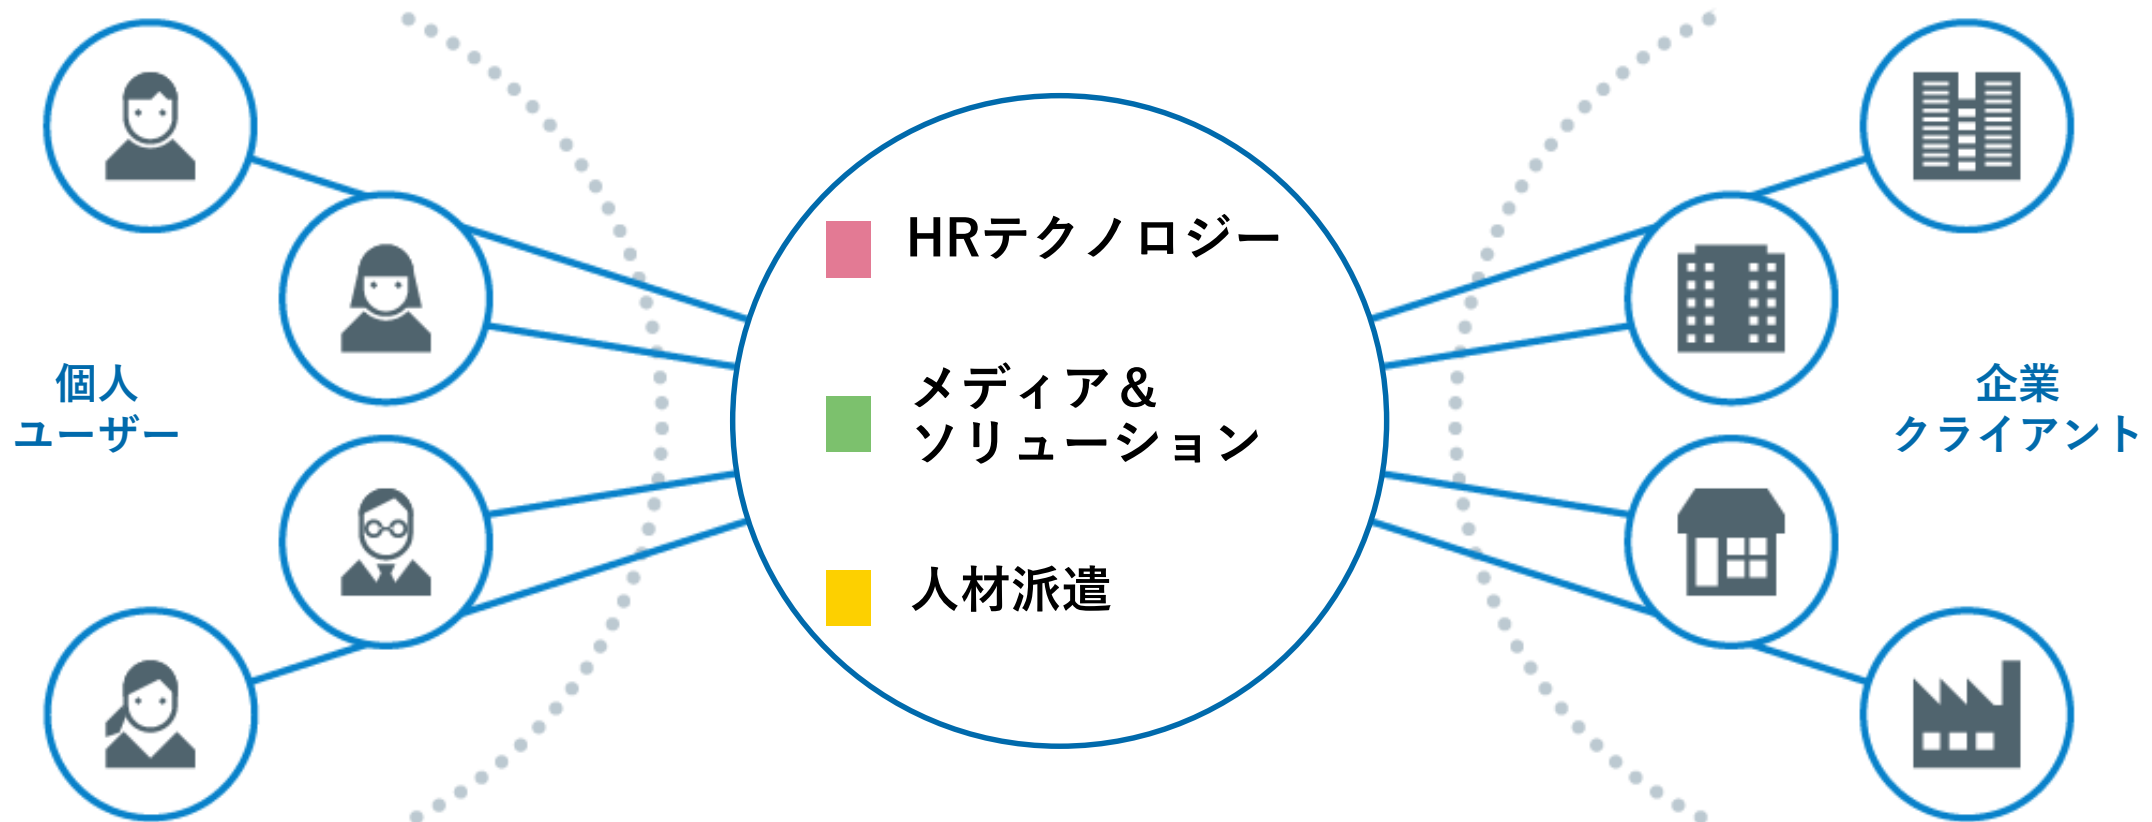 HRテクノロジー
メディア＆
ソリューション
人材派遣
個人
ユーザー
企業
クライアント